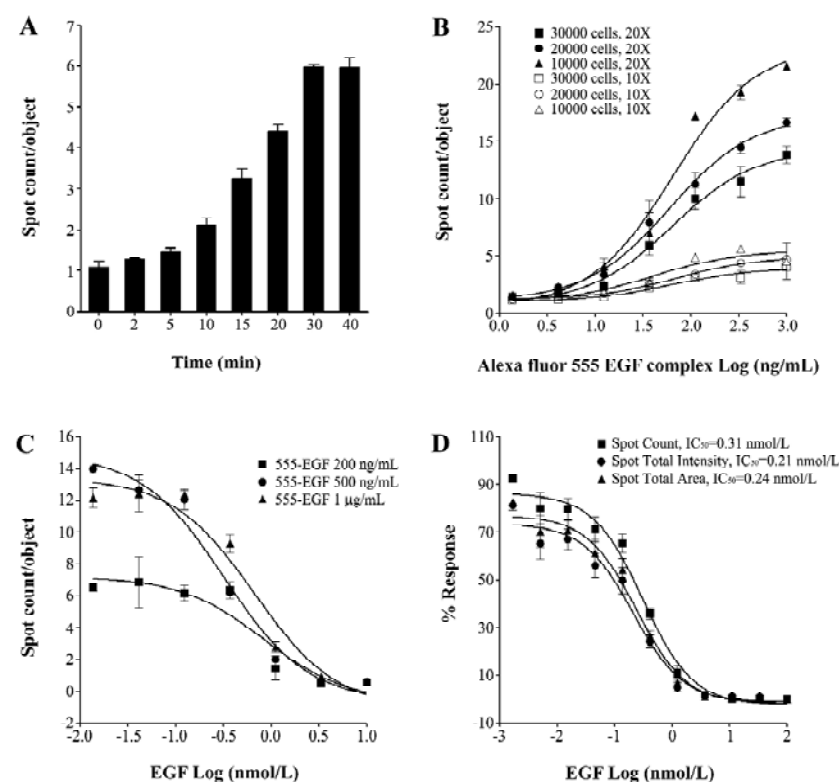 A
Spot count/object
7
6
5
4
3
2
1
0
0 2 5 10 15 20 30 40
Time (min)
B
Spot count/object
25
20
15
10
5
0
■ 30000 cells, 20X
● 20000 cells, 20X
▲ 10000 cells, 20X
□ 30000 cells, 10X
○ 20000 cells, 10X
△ 10000 cells, 10X
0.0 0.5 1.0 1.5 2.0 2.5 3.0
Alexa fluor 555 EGF complex Log (ng/mL)
C
Spot count/object
16
14
12
10
8
6
4
2
0
-2
■ 555-EGF 200 ng/mL
● 555-EGF 500 ng/mL
▲ 555-EGF 1 µg/mL
-2.0 -1.5 -1.0 -0.5 0.0 0.5 1.0
EGF Log (nmol/L)
D
% Response
110
90
70
50
30
10
-10
■ Spot Count, IC₅₀=0.31 nmol/L
● Spot Total Intensity, IC₅₀=0.21 nmol/L
▲ Spot Total Area, IC₅₀=0.24 nmol/L
-3 -2 -1 0 1 2
EGF Log (nmol/L)